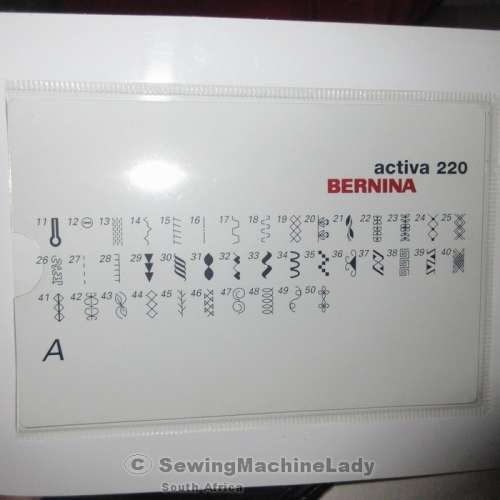 activa 220
BERNINA
11 12 13 14 15 16 17 18 19 20 21 22 23 24 25
26 27 28 29 30 31 32 33 34 35 36 37 38 39 40
41 42 43 44 45 46 47 48 49 50
A
© SewingMachineLady
South Africa